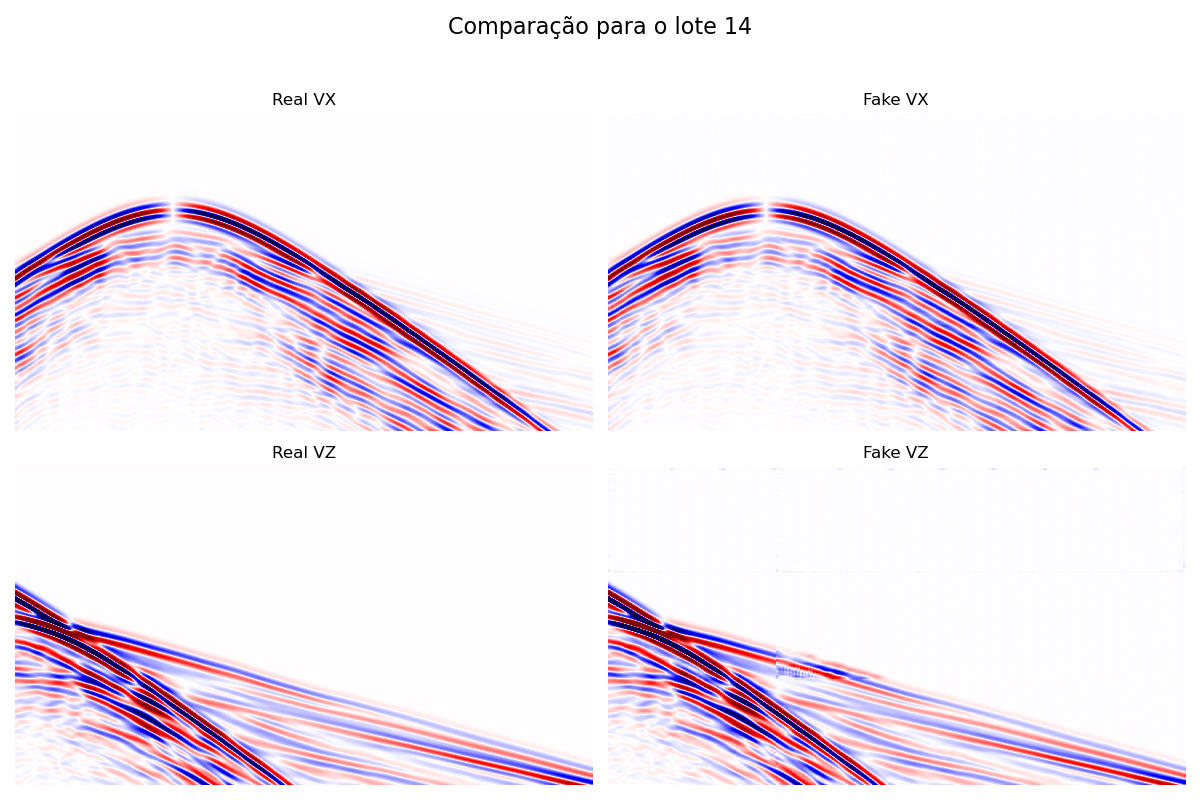 Comparação para o lote 14
Real VX
Fake VX
Real VZ
Fake VZ